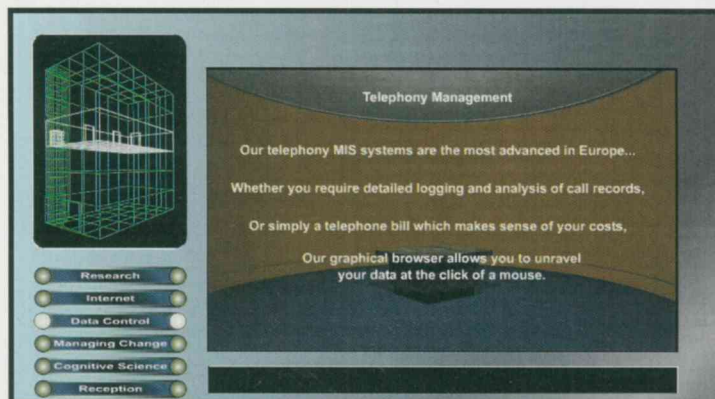 Telephony Management
Our telephony MIS systems are the most advanced in Europe...
Whether you require detailed logging and analysis of call records,
Or simply a telephone bill which makes sense of your costs,
Our graphical browser allows you to unravel
your data at the click of a mouse.
Research
Internet
Data Control
Managing Change
Cognitive Science
Reception